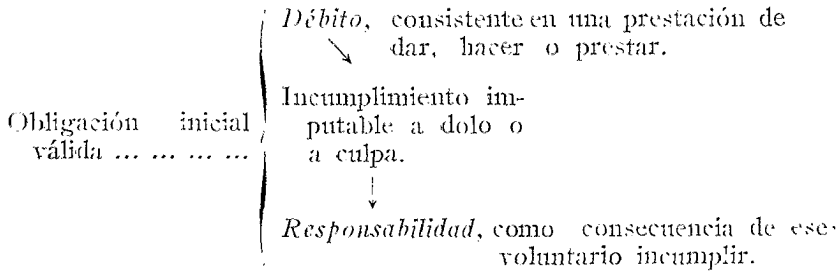 Débito, consistente en una prestación de
dar, hacer o prestar.
Incumplimiento im-
putable a dolo o
a culpa.
Obligación inicial
válida ... ... ... ...
Responsabilidad, como consecuencia de ese
voluntario incumplir.